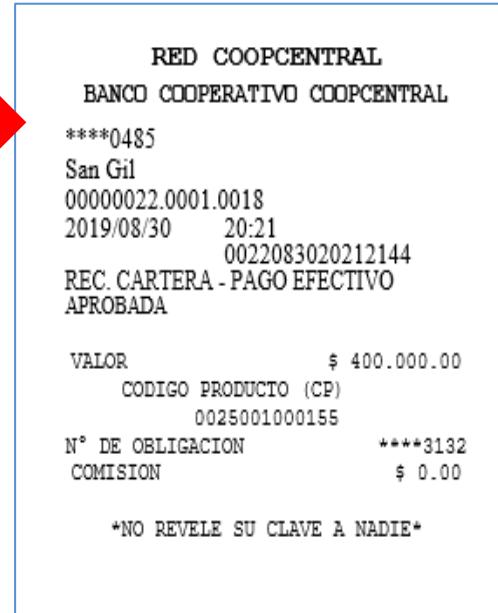 RED COOPCENTRAL
BANCO COOPERATIVO COOPCENTRAL
****0485
San Gil
00000022.0001.0018
2019/08/30 20:21
0022083020212144
REC. CARTERA - PAGO EFECTIVO
APROBADA
VALOR $ 400.000.00
CODIGO PRODUCTO (CP)
0025001000155
N° DE OBLIGACION ****3132
COMISION $ 0.00
*NO REVELE SU CLAVE A NADIE*